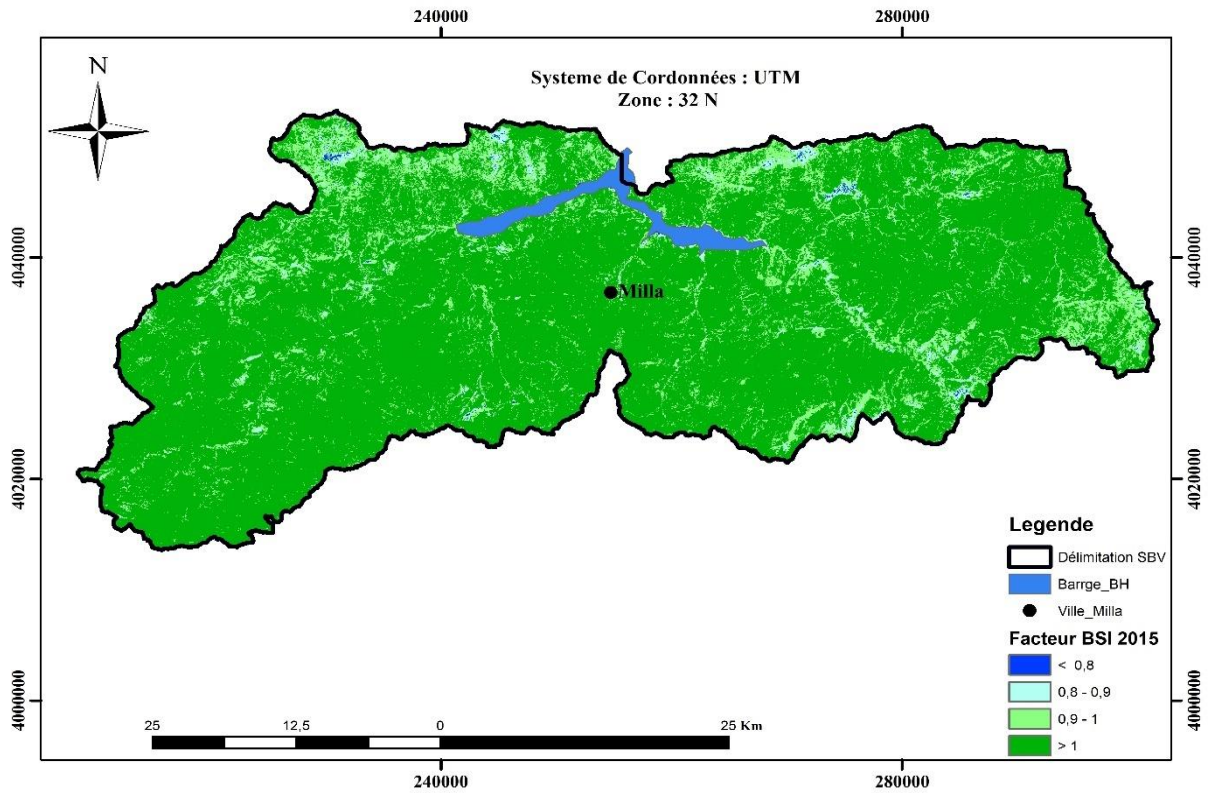 240000
280000
N
Systeme de Cordonnées : UTM
Zone : 32 N
4040000
4040000
Milla
4020000
4020000
Legende
Délimitation SBV
Barrge_BH
Ville_Milla
Facteur BSI 2015
< 0,8
0,8 - 0,9
0,9 - 1
> 1
4000000
4000000
25 12,5 0 25 Km
240000
280000